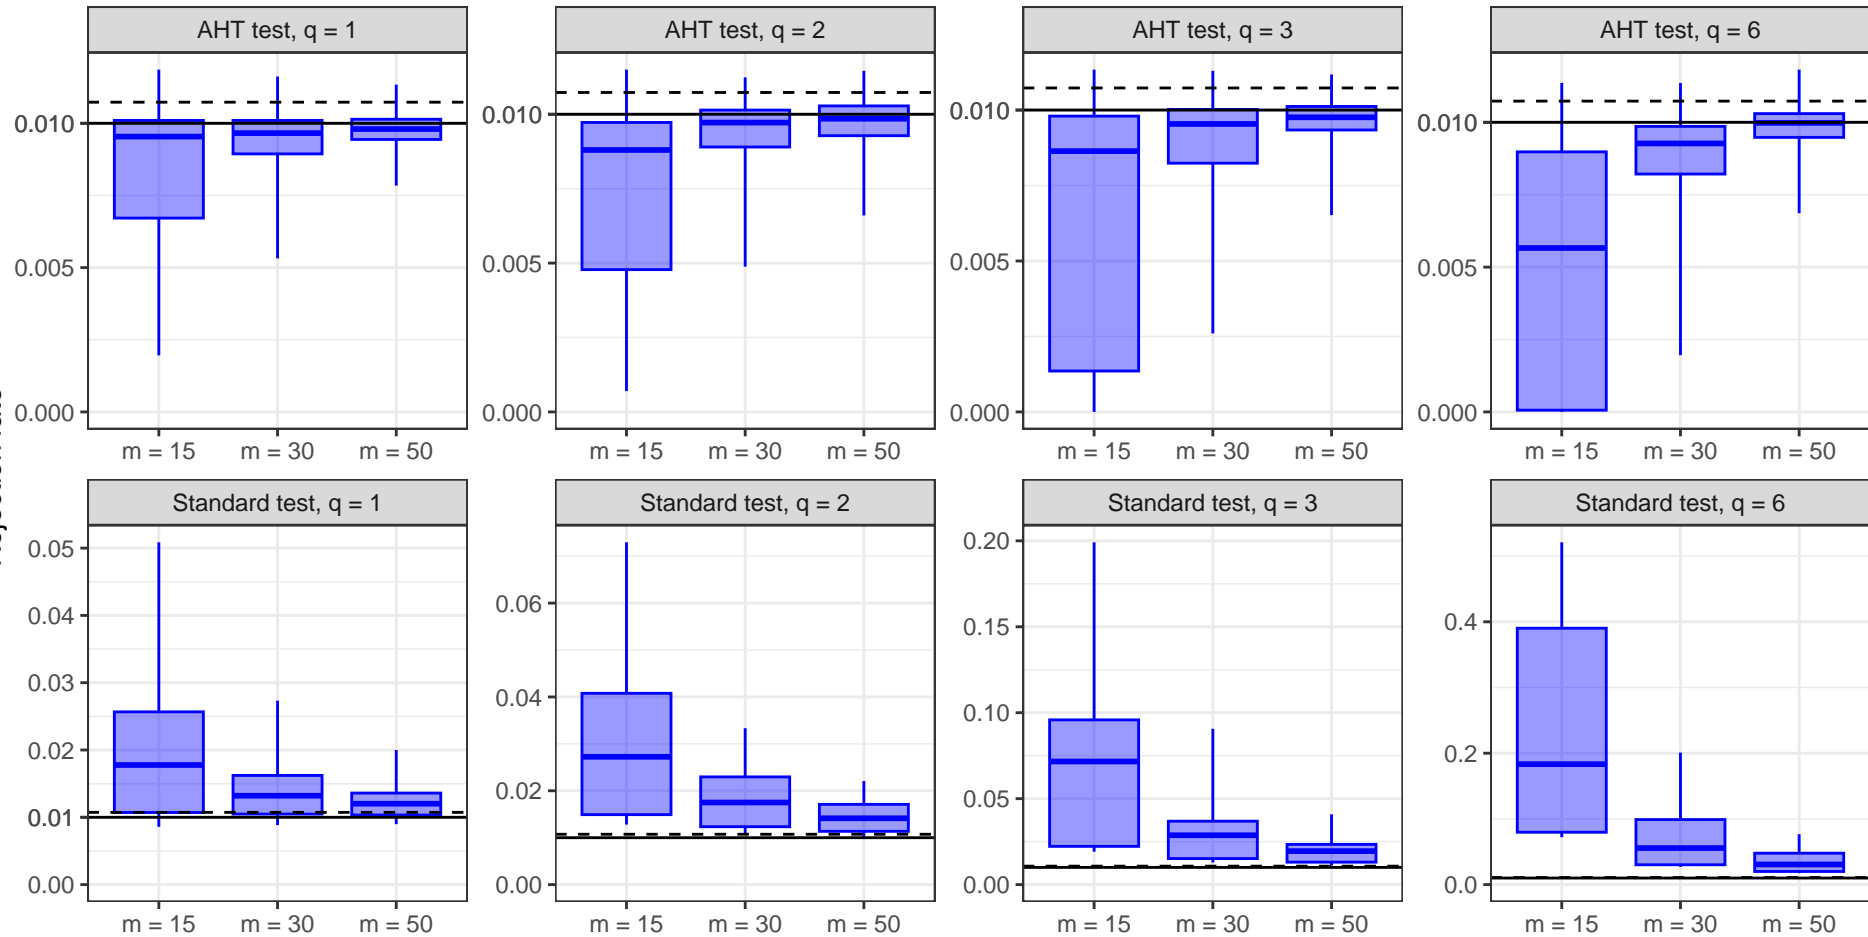 AHT test, q = 1
AHT test, q = 2
AHT test, q = 3
AHT test, q = 6
0.010
0.005
0.000
0.010
0.005
0.000
0.010
0.005
0.000
0.010
0.005
0.000
m = 15 m = 30 m = 50
m = 15 m = 30 m = 50
m = 15 m = 30 m = 50
m = 15 m = 30 m = 50
Standard test, q = 1
Standard test, q = 2
Standard test, q = 3
Standard test, q = 6
0.05
0.04
0.03
0.02
0.01
0.00
0.06
0.04
0.02
0.00
0.20
0.15
0.10
0.05
0.00
0.4
0.2
0.0
m = 15 m = 30 m = 50
m = 15 m = 30 m = 50
m = 15 m = 30 m = 50
m = 15 m = 30 m = 50